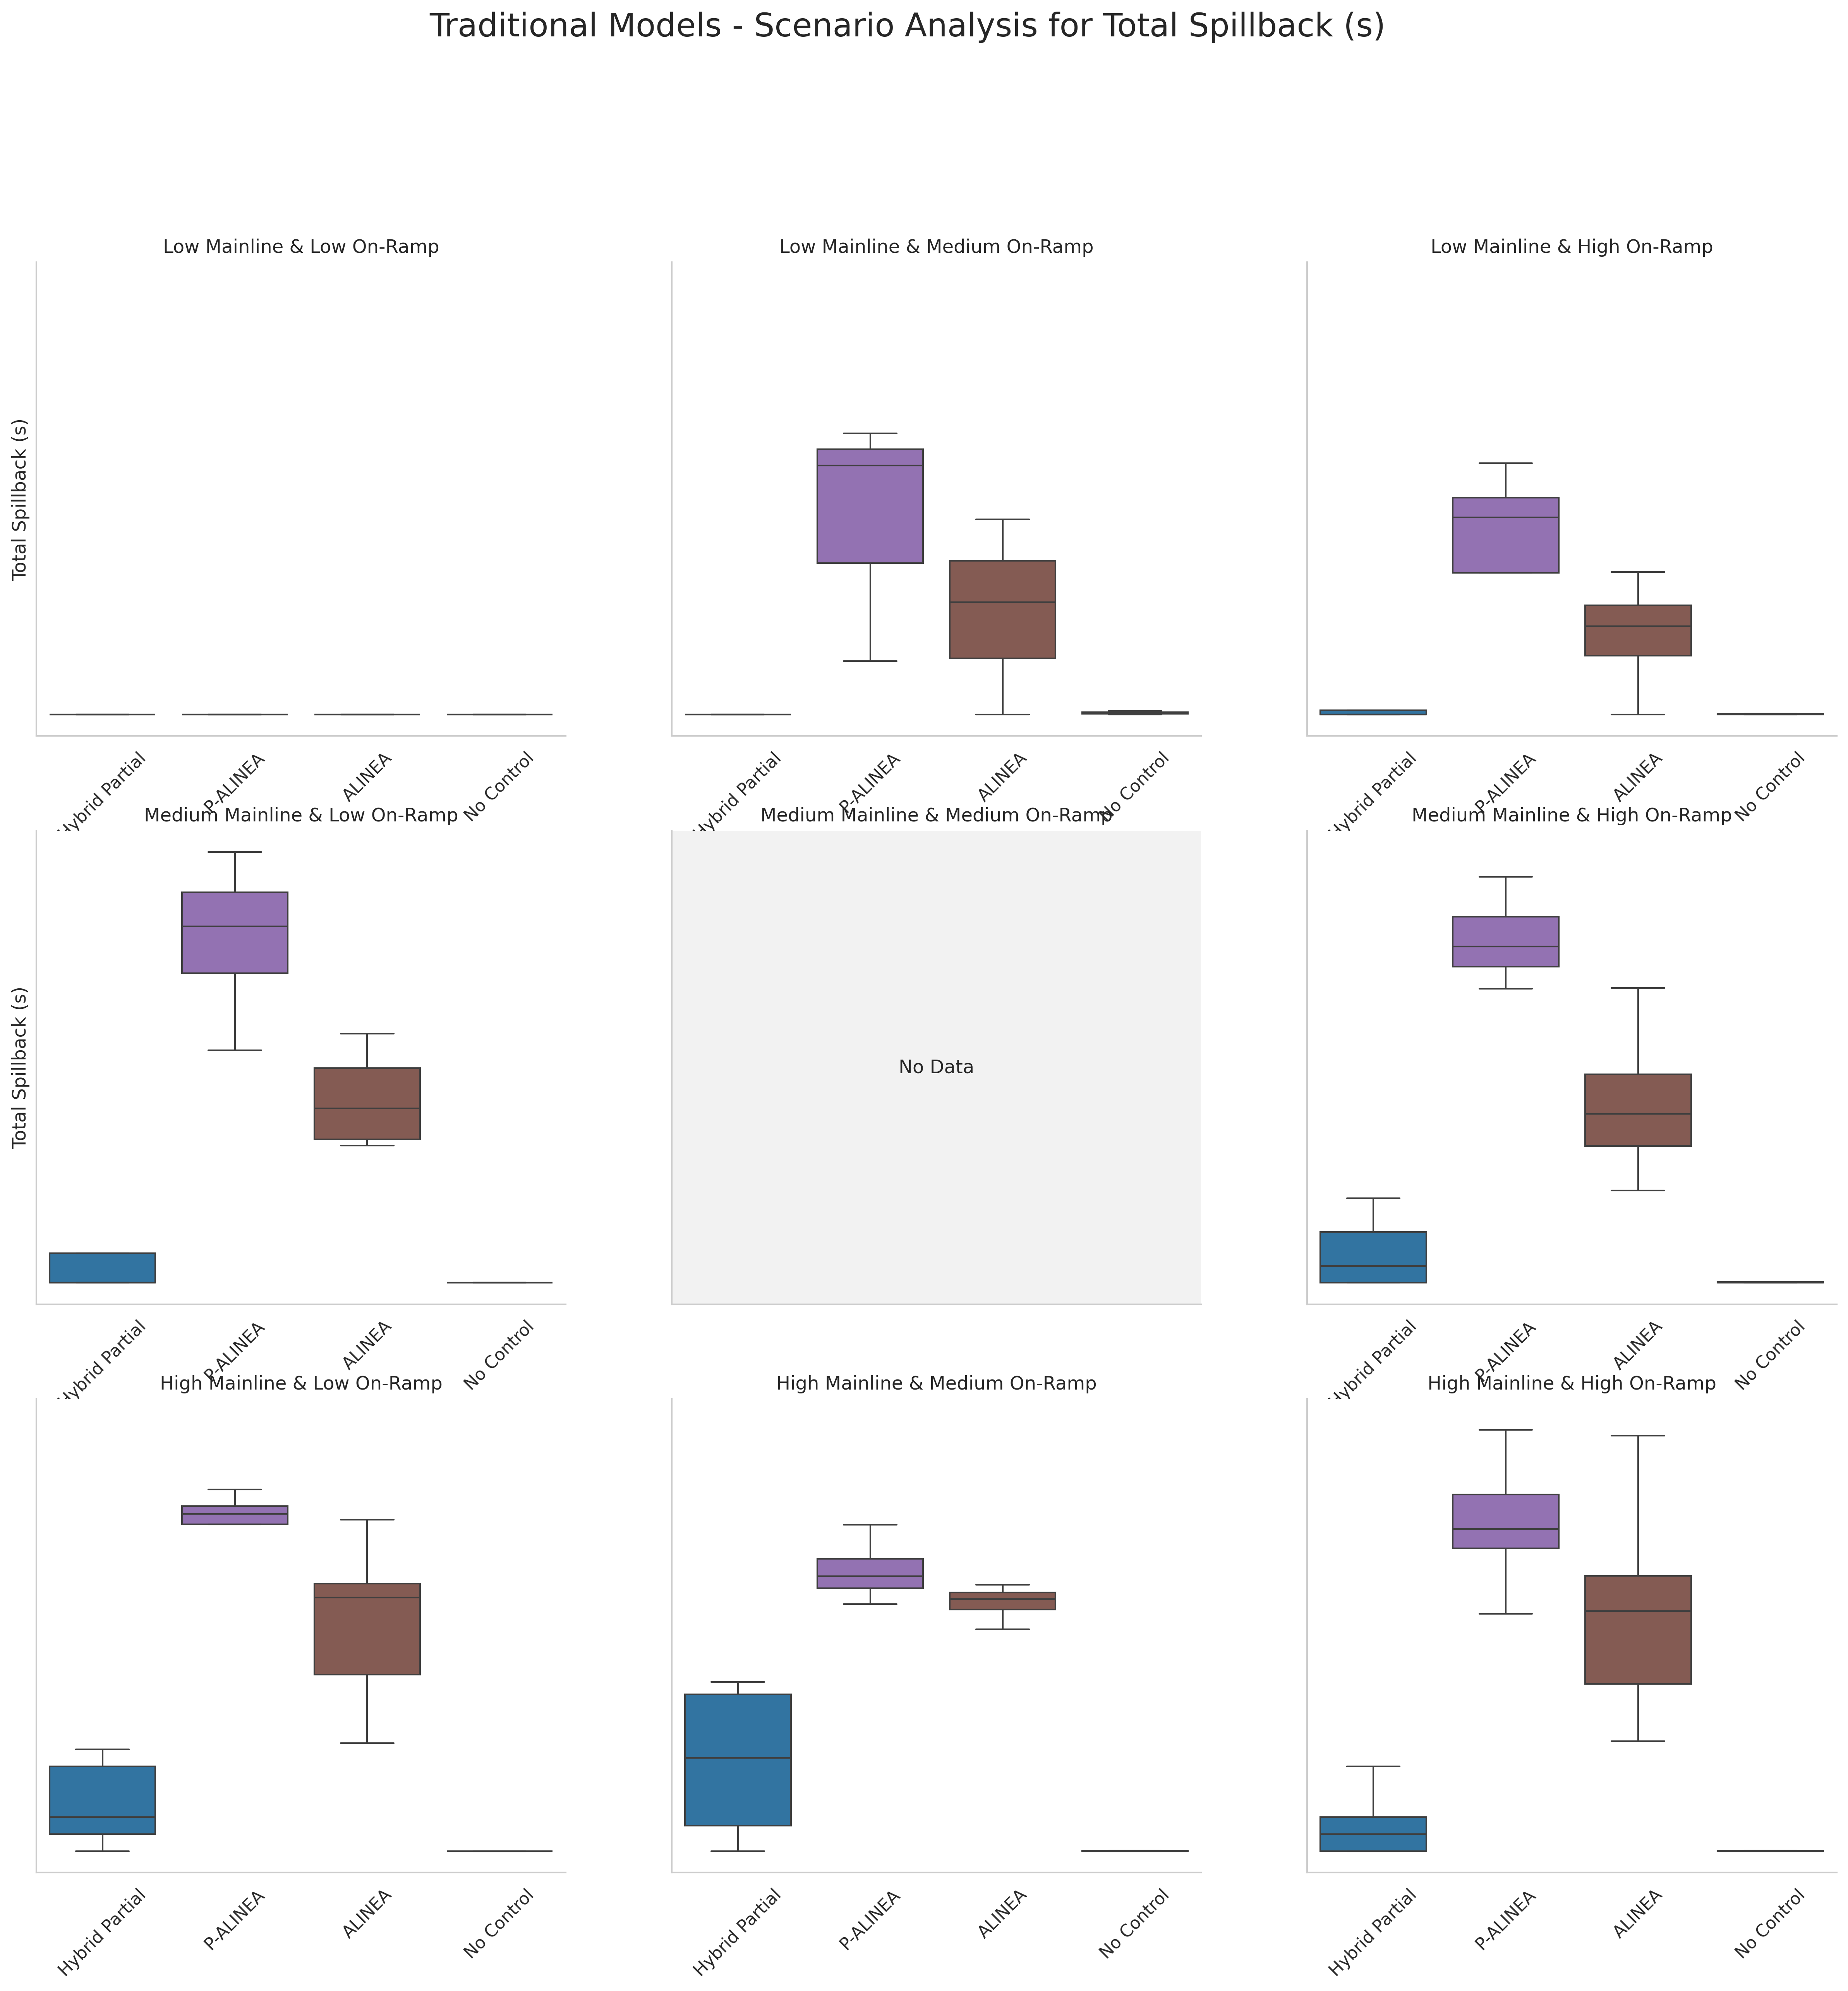 Traditional Models - Scenario Analysis for Total Spillback (s)
Low Mainline & Low On-Ramp
Low Mainline & Medium On-Ramp
Low Mainline & High On-Ramp
Total Spillback (s)
Hybrid Partial
P-ALINEA
ALINEA
No Control
Hybrid Partial
P-ALINEA
ALINEA
No Control
Hybrid Partial
P-ALINEA
ALINEA
No Control
Medium Mainline & Low On-Ramp
Medium Mainline & Medium On-Ramp
Medium Mainline & High On-Ramp
Total Spillback (s)
No Data
Hybrid Partial
P-ALINEA
ALINEA
No Control
Hybrid Partial
P-ALINEA
ALINEA
No Control
High Mainline & Low On-Ramp
High Mainline & Medium On-Ramp
High Mainline & High On-Ramp
Hybrid Partial
P-ALINEA
ALINEA
No Control
Hybrid Partial
P-ALINEA
ALINEA
No Control
Hybrid Partial
P-ALINEA
ALINEA
No Control